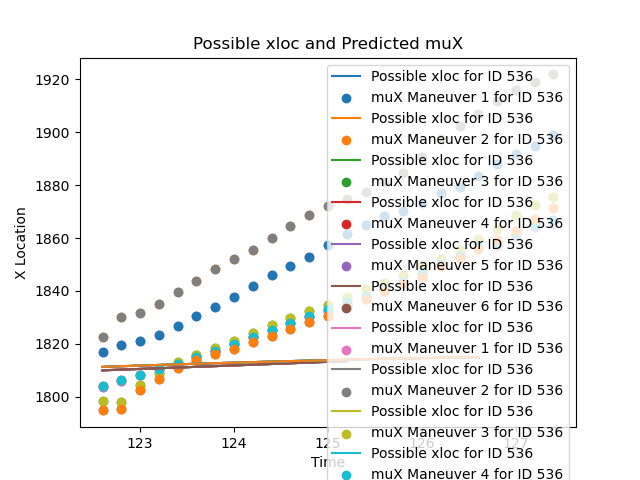 Possible xloc and Predicted muX
X Location
1920
1900
1880
1860
1840
1820
1800
123
124
125
126
127
Time
Possible xloc for ID 536
muX Maneuver 1 for ID 536
Possible xloc for ID 536
muX Maneuver 2 for ID 536
Possible xloc for ID 536
muX Maneuver 3 for ID 536
Possible xloc for ID 536
muX Maneuver 4 for ID 536
Possible xloc for ID 536
muX Maneuver 5 for ID 536
Possible xloc for ID 536
muX Maneuver 6 for ID 536
Possible xloc for ID 536
muX Maneuver 1 for ID 536
Possible xloc for ID 536
muX Maneuver 2 for ID 536
Possible xloc for ID 536
muX Maneuver 3 for ID 536
Possible xloc for ID 536
muX Maneuver 4 for ID 536